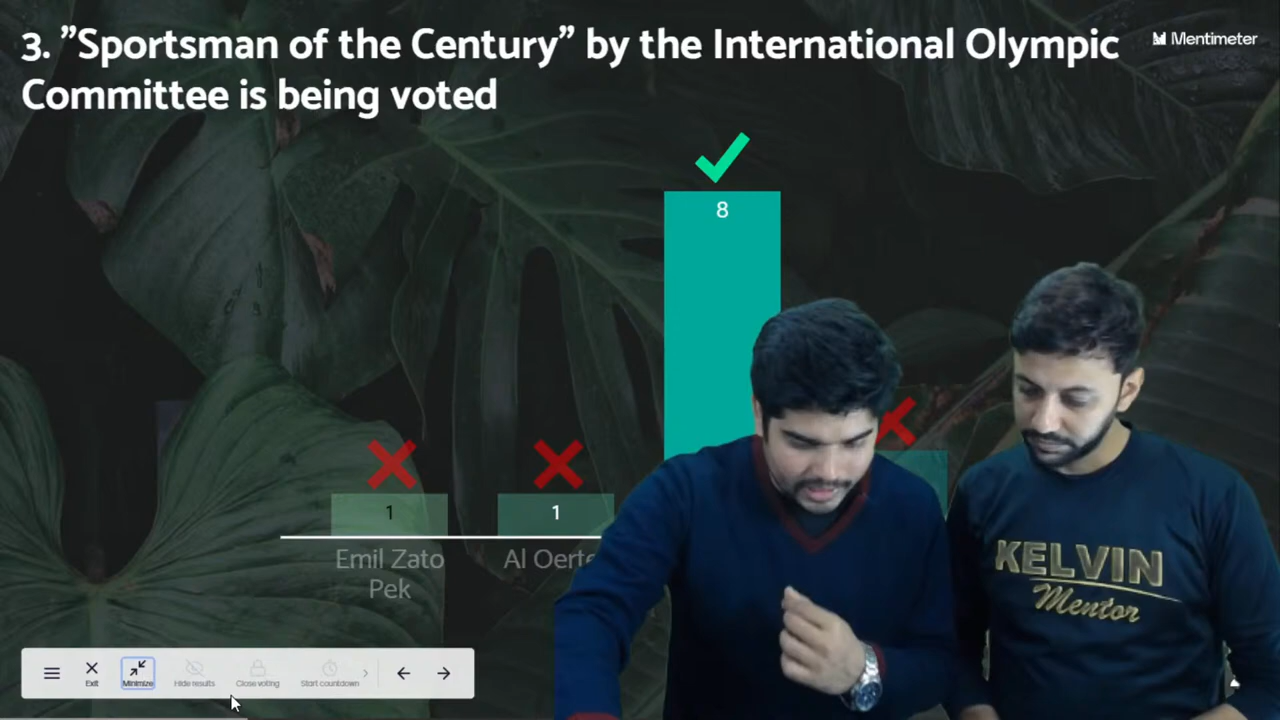 3. ”Sportsman of the Century” by the International Olympic
Committee is being voted
Mentimeter
8
1
1
Emil Zato
Pek
Al Oerte
KELVIN
Mentor
Exit
Minimize
Hide results
Close voting
Start countdown